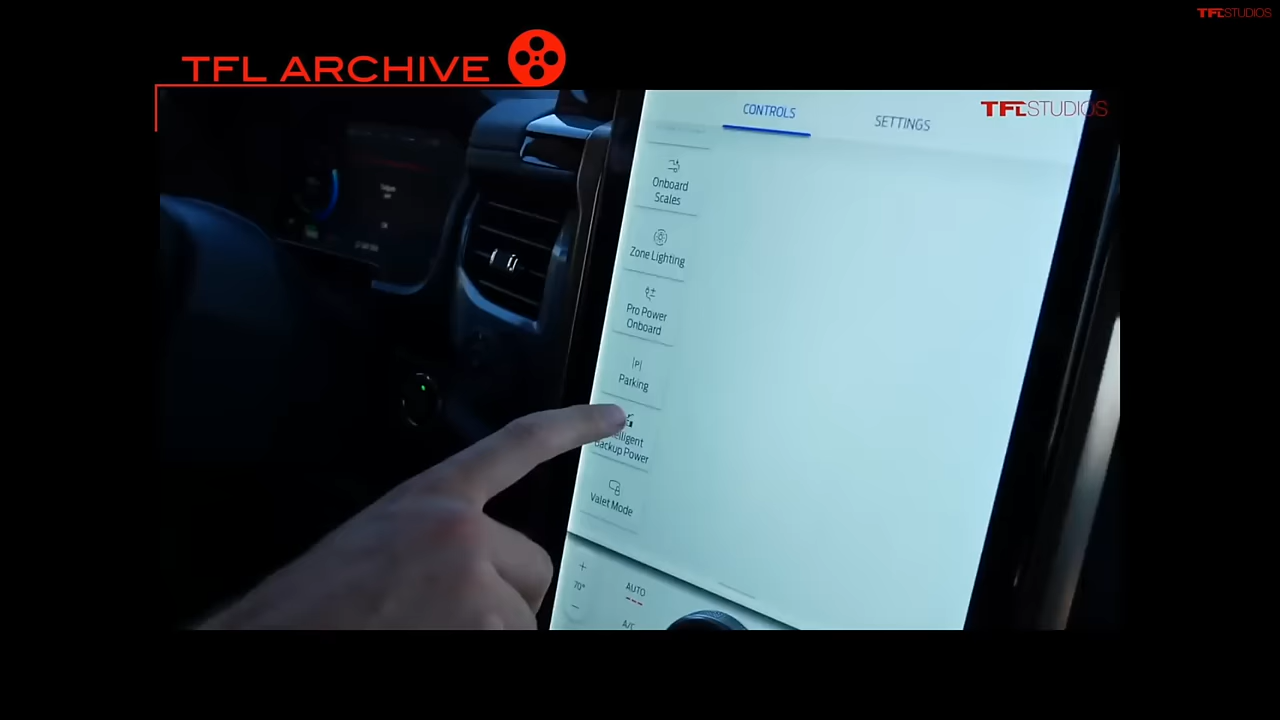 TFLSTUDIOS
TFL ARCHIVE
TFLSTUDIOS
CONTROLS
SETTINGS
Onboard
Scales
Zone Lighting
Pro Power
Onboard
Parking
Backup Power
Valet Mode
+
70°
−
AUTO
A/C